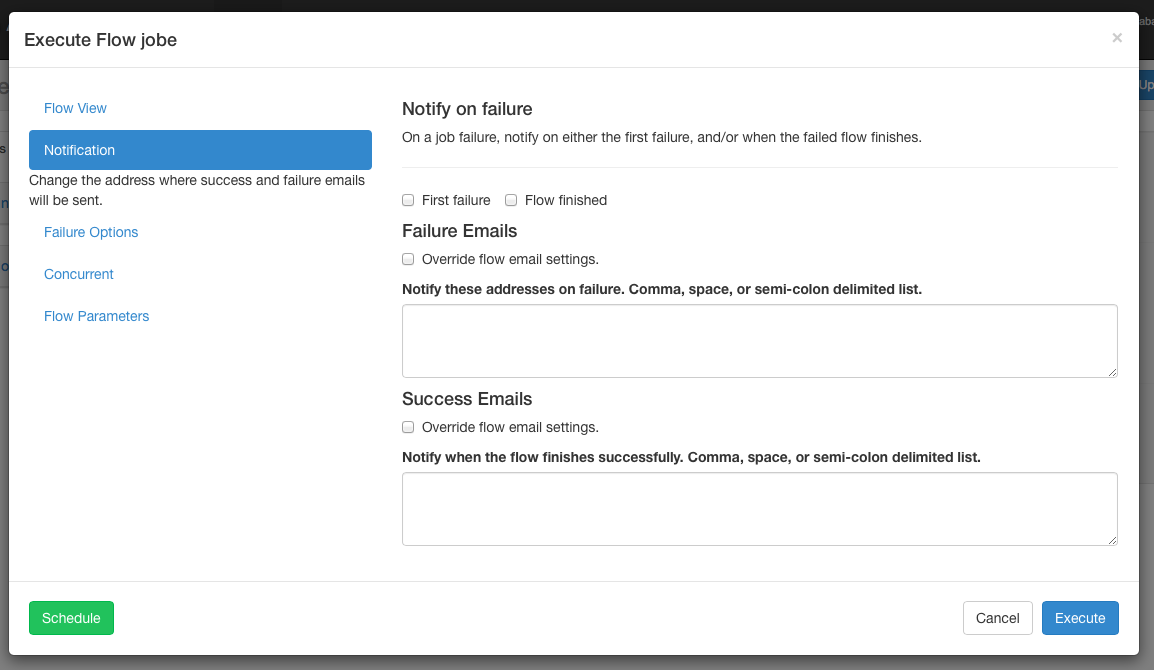 Execute Flow jobe
×
Flow View
Notification
Change the address where success and failure emails
will be sent.
Failure Options
Concurrent
Flow Parameters
Notify on failure
On a job failure, notify on either the first failure, and/or when the failed flow finishes.
First failure
Flow finished
Failure Emails
Override flow email settings.
Notify these addresses on failure. Comma, space, or semi-colon delimited list.
Success Emails
Override flow email settings.
Notify when the flow finishes successfully. Comma, space, or semi-colon delimited list.
Schedule
Cancel
Execute